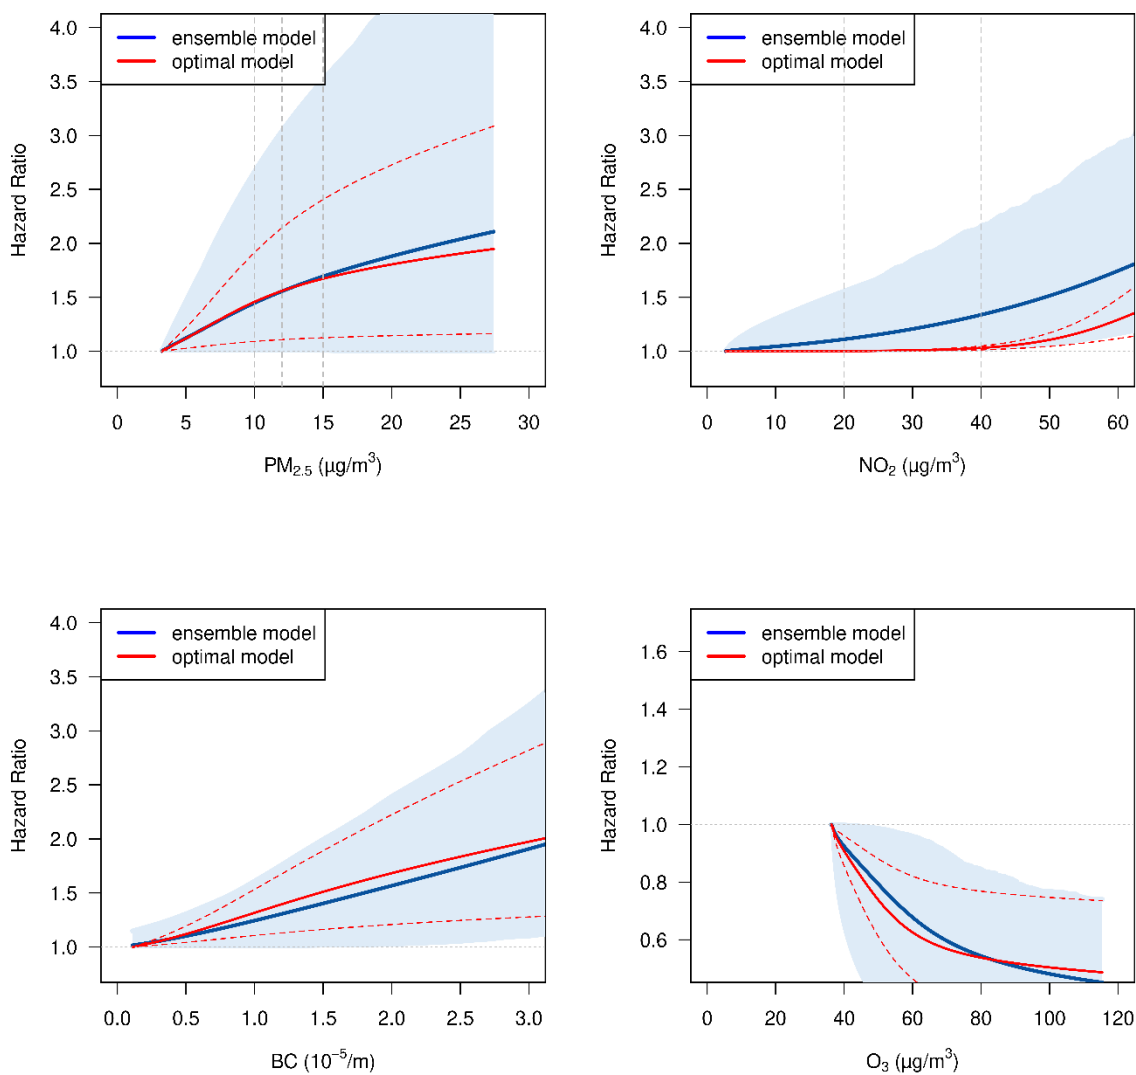 4.0
3.5
3.0
2.5
2.0
1.5
1.0
Hazard Ratio
ensemble model
optimal model
0 5 10 15 20 25 30
PM2.5 (µg/m³)
4.0
3.5
3.0
2.5
2.0
1.5
1.0
Hazard Ratio
ensemble model
optimal model
0 10 20 30 40 50 60
NO2 (µg/m³)
4.0
3.5
3.0
2.5
2.0
1.5
1.0
Hazard Ratio
ensemble model
optimal model
0.0 0.5 1.0 1.5 2.0 2.5 3.0
BC (10⁻⁵/m)
1.6
1.4
1.2
1.0
0.8
0.6
Hazard Ratio
ensemble model
optimal model
0 20 40 60 80 100 120
O3 (µg/m³)